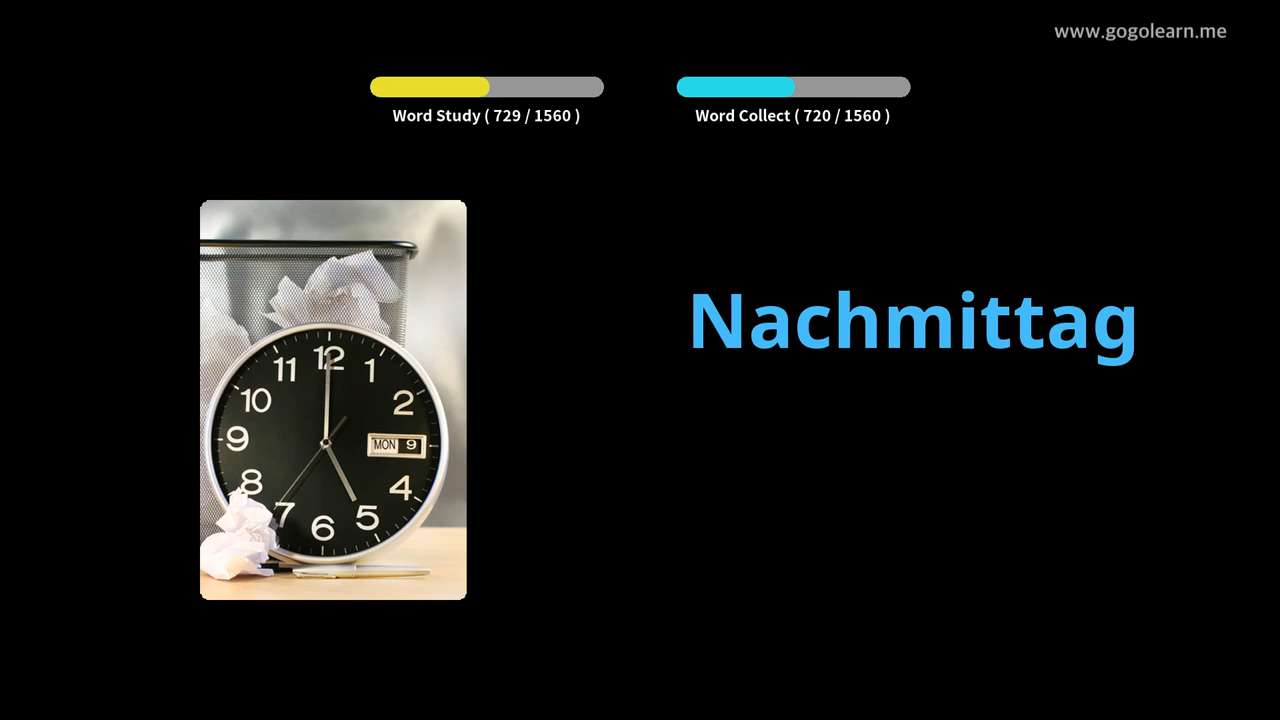 www.gogolearn.me
Word Study ( 729 / 1560 )
Word Collect ( 720 / 1560 )
Nachmittag
12
11
1
10
2
9
MON 9
8
4
7
5
6